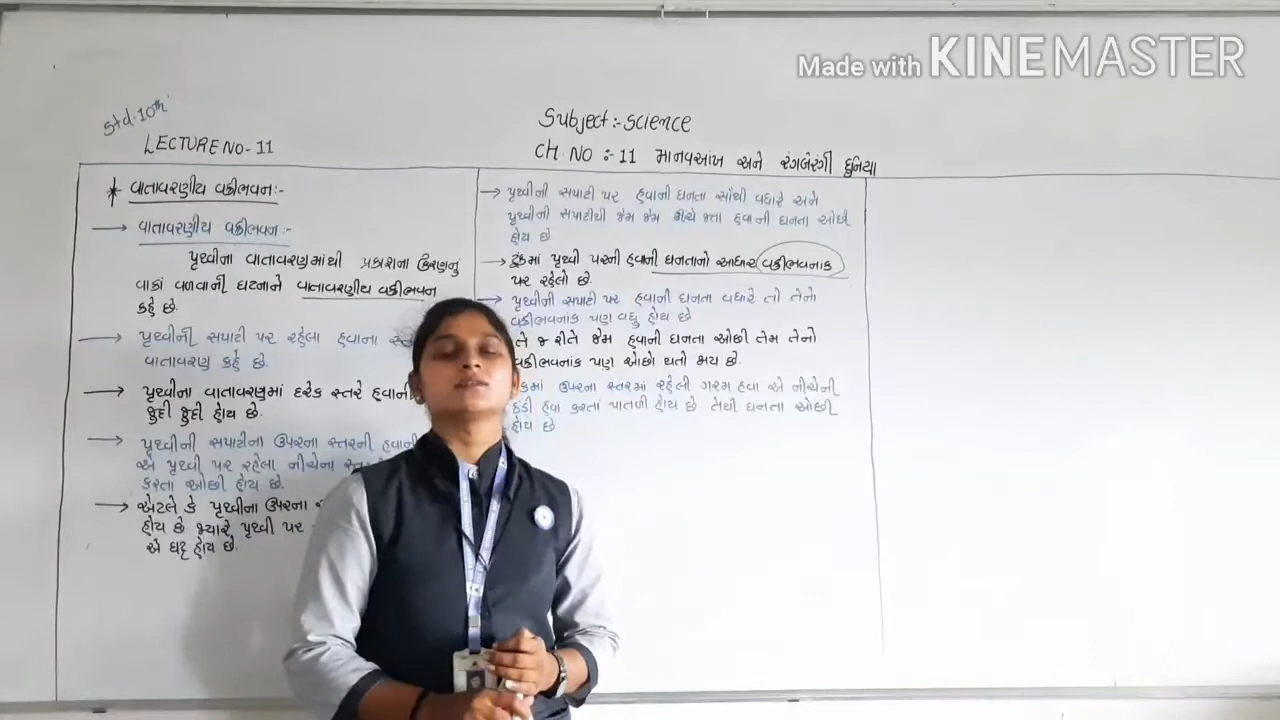 Made with KINEMASTER
Std:10th
LECTURE NO - 11
Subject:- science
CH NO :- 11 માનવઆંખ અને રંગબેરંગી દુનિયા
* વાતાવરણીય વક્રીભવન:-
→ વાતાવરણીય વક્રીભવન:-
પૃથ્વીના વાતાવરણમાંથી પ્રકાશના કિરણનુ
વાકાં વળવાની ઘટનાને વાતાવરણીય વક્રીભવન
કહે છે.
→ પૃથ્વીની સપાટી પર રહેલા હવાના
વાતાવરણ કહે છે.
→ પૃથ્વીના વાતાવરણમાં દરેક સ્તરે હવાની
જુદી જુદી હોય છે.
→ પૃથ્વીની સપાટીના ઉપરના સ્તરની હવાની
એ પૃથ્વી પર રહેલા નીચેના
કરતા ઓછી હોય છે.
→ એટલે કે પૃથ્વીના ઉપરના
હોય છે જ્યારે પૃથ્વી પર
એ ઘટ્ટ હોય છે.
→ પૃથ્વીની સપાટી પર હવાની ઘનતા સૌથી વધારે અને
પૃથ્વીની સપાટીથી જેમ જેમ ઊંચે જતા હવાની ઘનતા ઓછી
હોય છે
→ ટુંકમાં પૃથ્વી પરની હવાની ઘનતાનો આધાર વક્રીભવનાંક
પર રહેલો છે.
→ પૃથ્વીની સપાટી પર હવાની ઘનતા વધારે તો તેનો
વક્રીભવનાંક પણ વધુ હોય છે
તે જ રીતે જેમ હવાની ઘનતા ઓછી તેમ તેનો
વક્રીભવનાંક પણ ઓછો થતો જાય છે.
ઉપરના સ્તરમાં રહેલી ગરમ હવા એ નીચેની
ઠંડી હવા કરતાં પાતળી હોય છે તેથી ઘનતા ઓછી
હોય છે